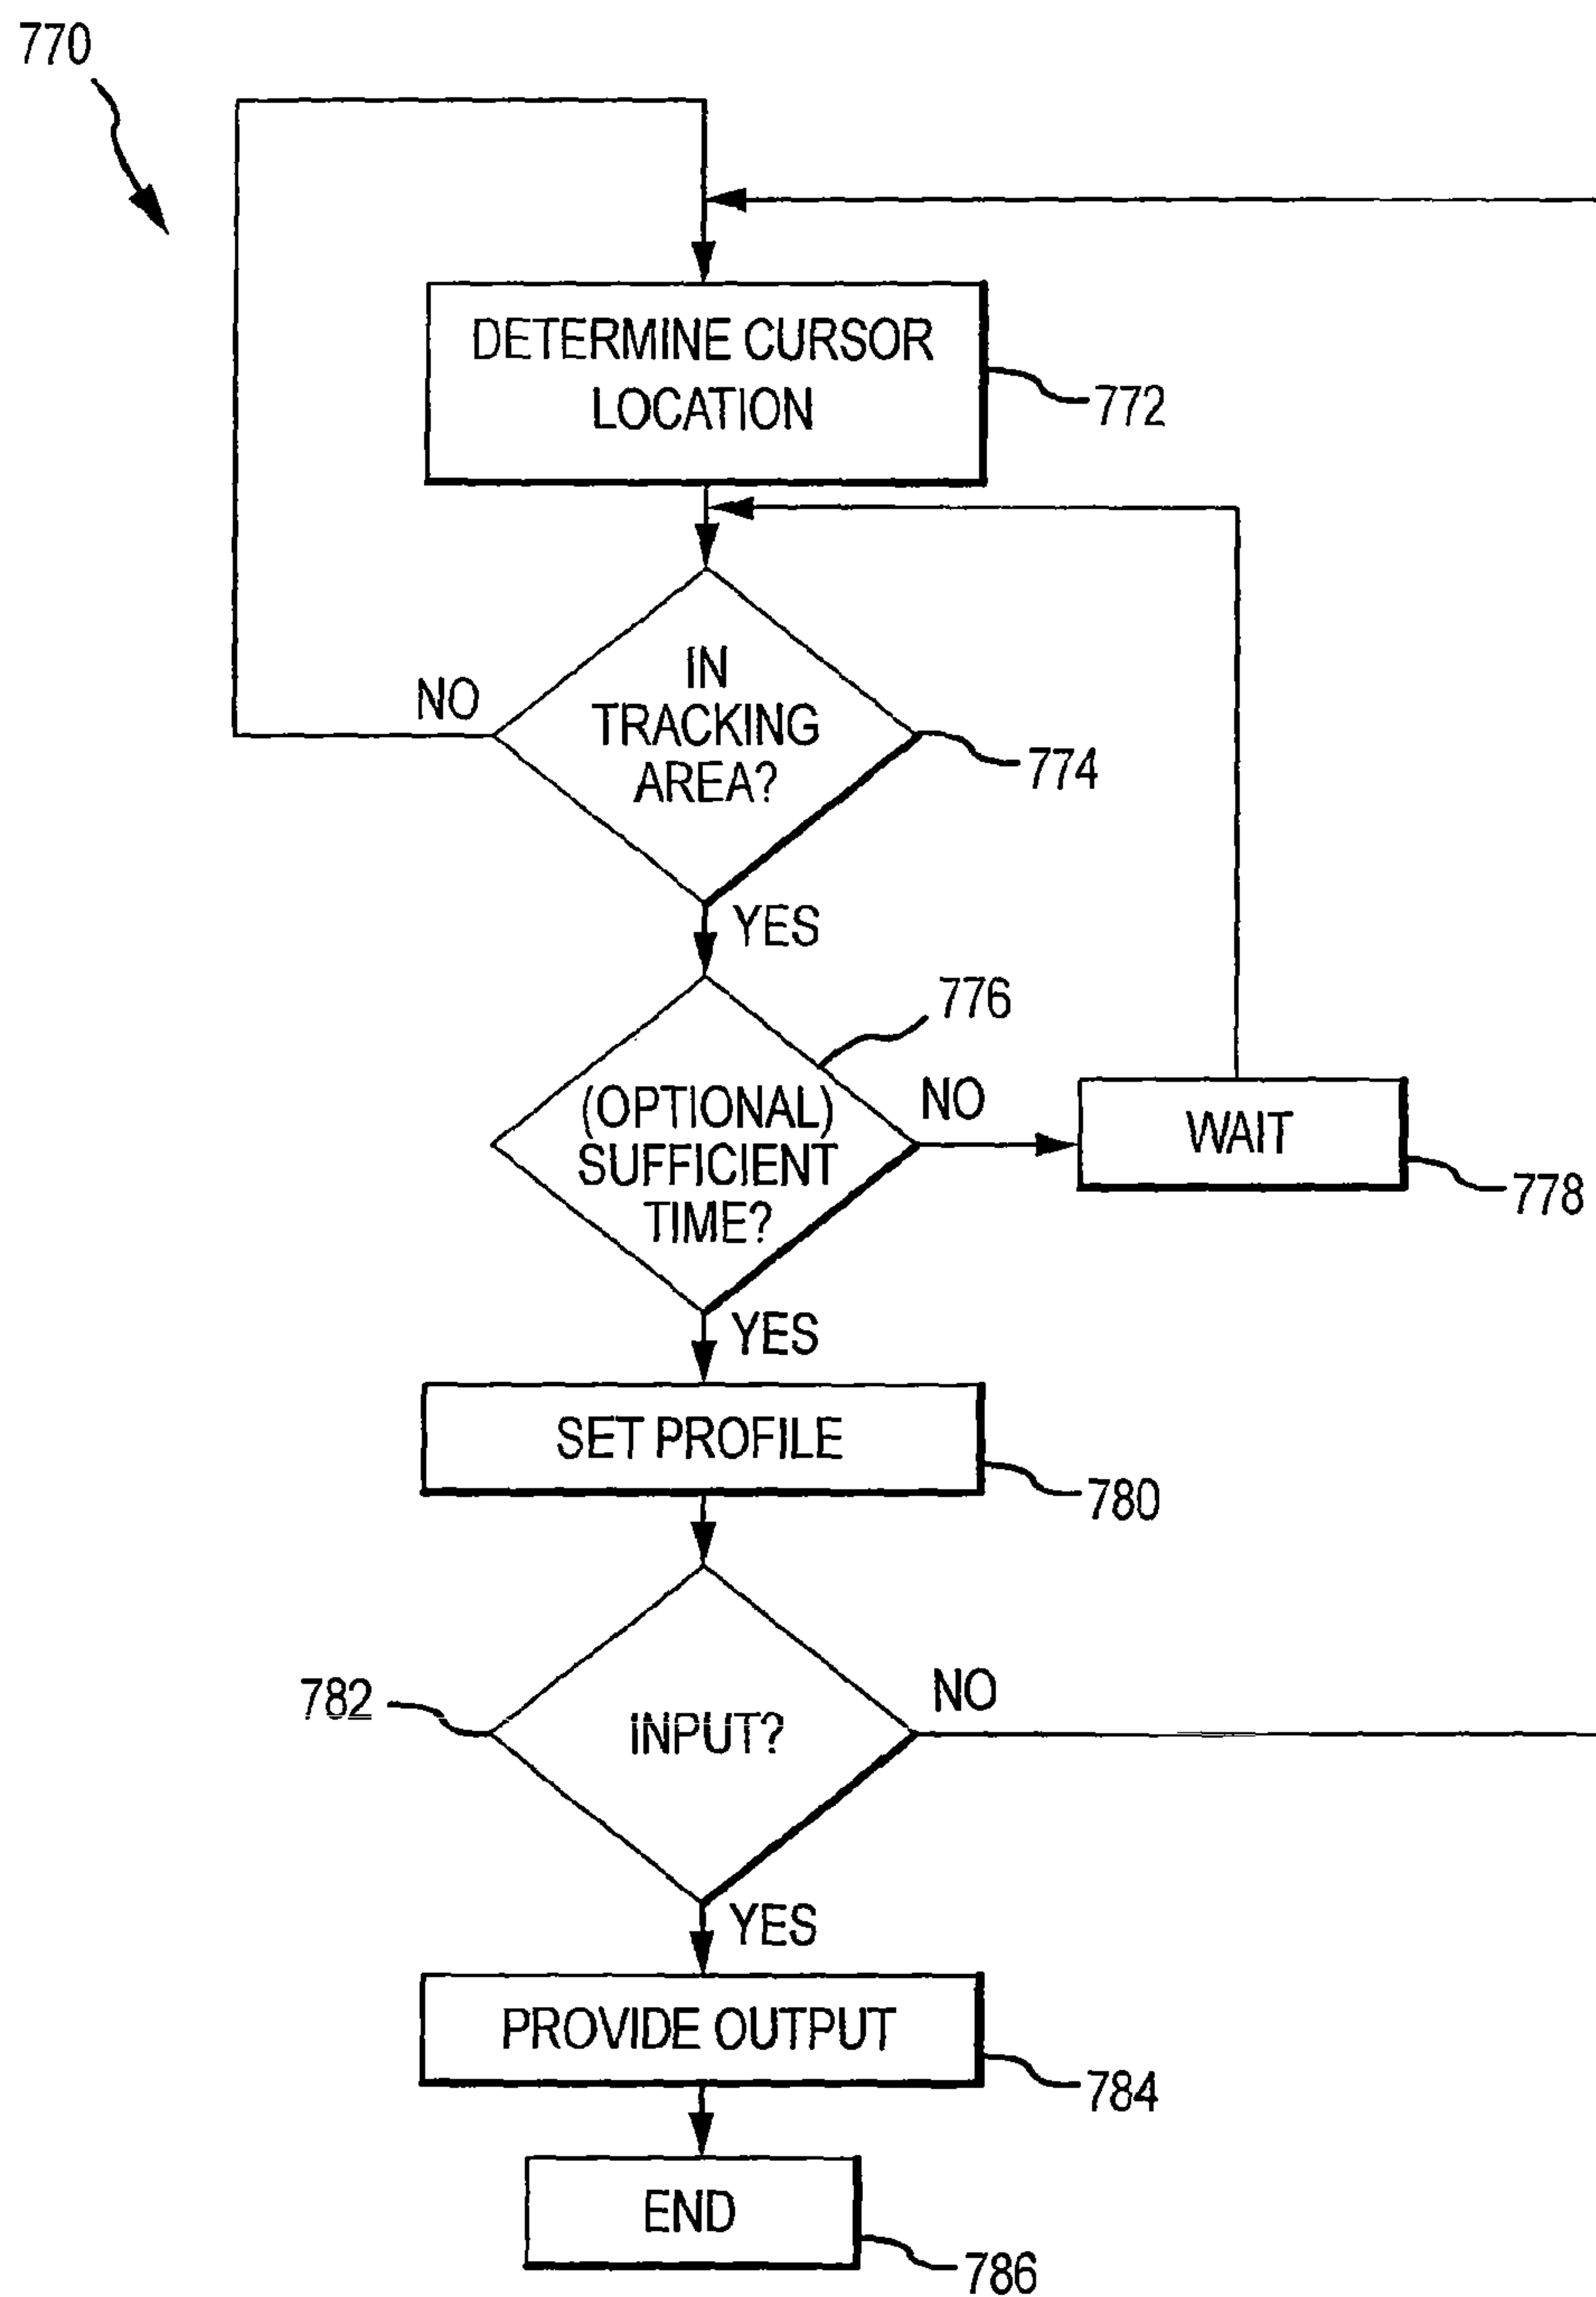 770
DETERMINE CURSOR
LOCATION
772
IN
TRACKING
AREA?
NO
774
YES
776
(OPTIONAL)
SUFFICIENT
TIME?
NO
WAIT
778
YES
SET PROFILE
780
782
INPUT?
NO
YES
PROVIDE OUTPUT
784
END
786